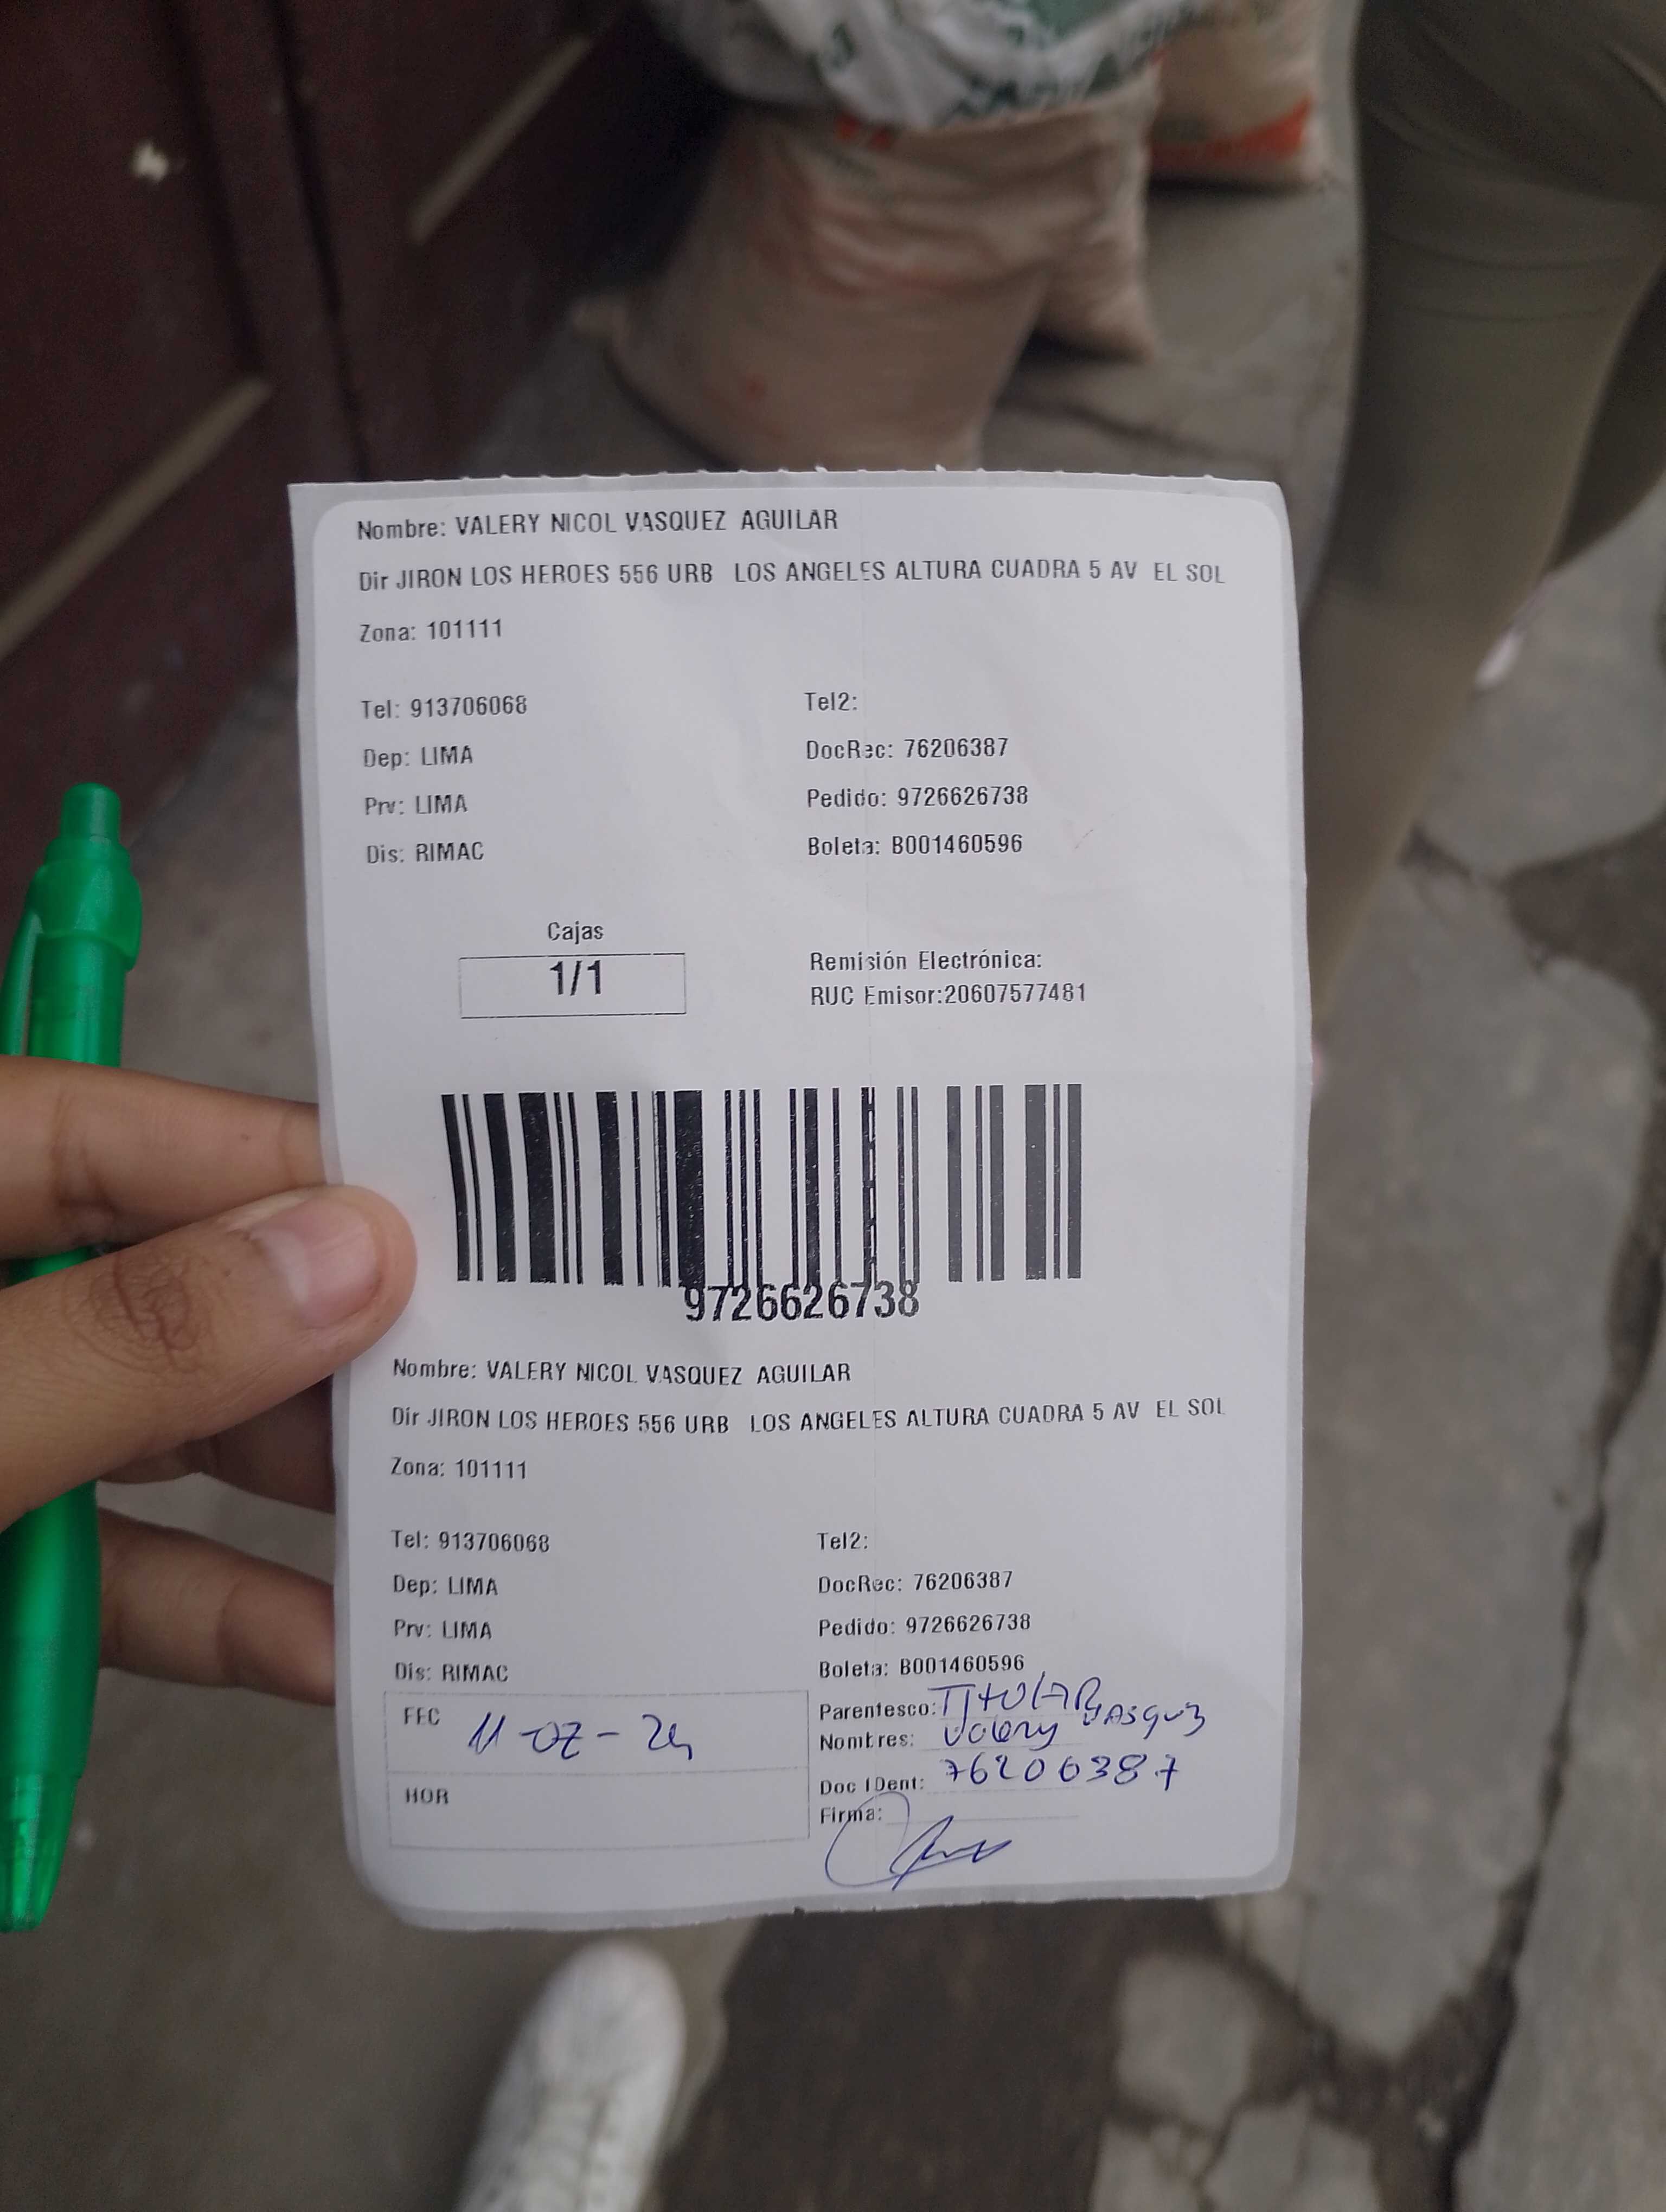 Nombre: VALERY NICOL VASQUEZ AGUILAR
Dir JIRON LOS HEROES 556 URB LOS ANGELES ALTURA CUADRA 5 AV EL SOL
Zona: 101111
Tel: 913706068 Tel2:
Dep: LIMA DocRec: 76206387
Prv: LIMA Pedido: 9726626738
Dis: RIMAC Boleta: B001460596
Cajas
1/1
Remisión Electrónica:
RUC Emisor:20607577481
9726626738
Nombre: VALERY NICOL VASQUEZ AGUILAR
Dir JIRON LOS HEROES 556 URB LOS ANGELES ALTURA CUADRA 5 AV EL SOL
Zona: 101111
Tel: 913706068 Tel2:
Dep: LIMA DocRec: 76206387
Prv: LIMA Pedido: 9726626738
Dis: RIMAC Boleta: B001460596
FEC 11-07-24
HOR
Parentesco: TITULAR
Nombres: Valery Vasquez
Doc IDent: 76206387
Firma: